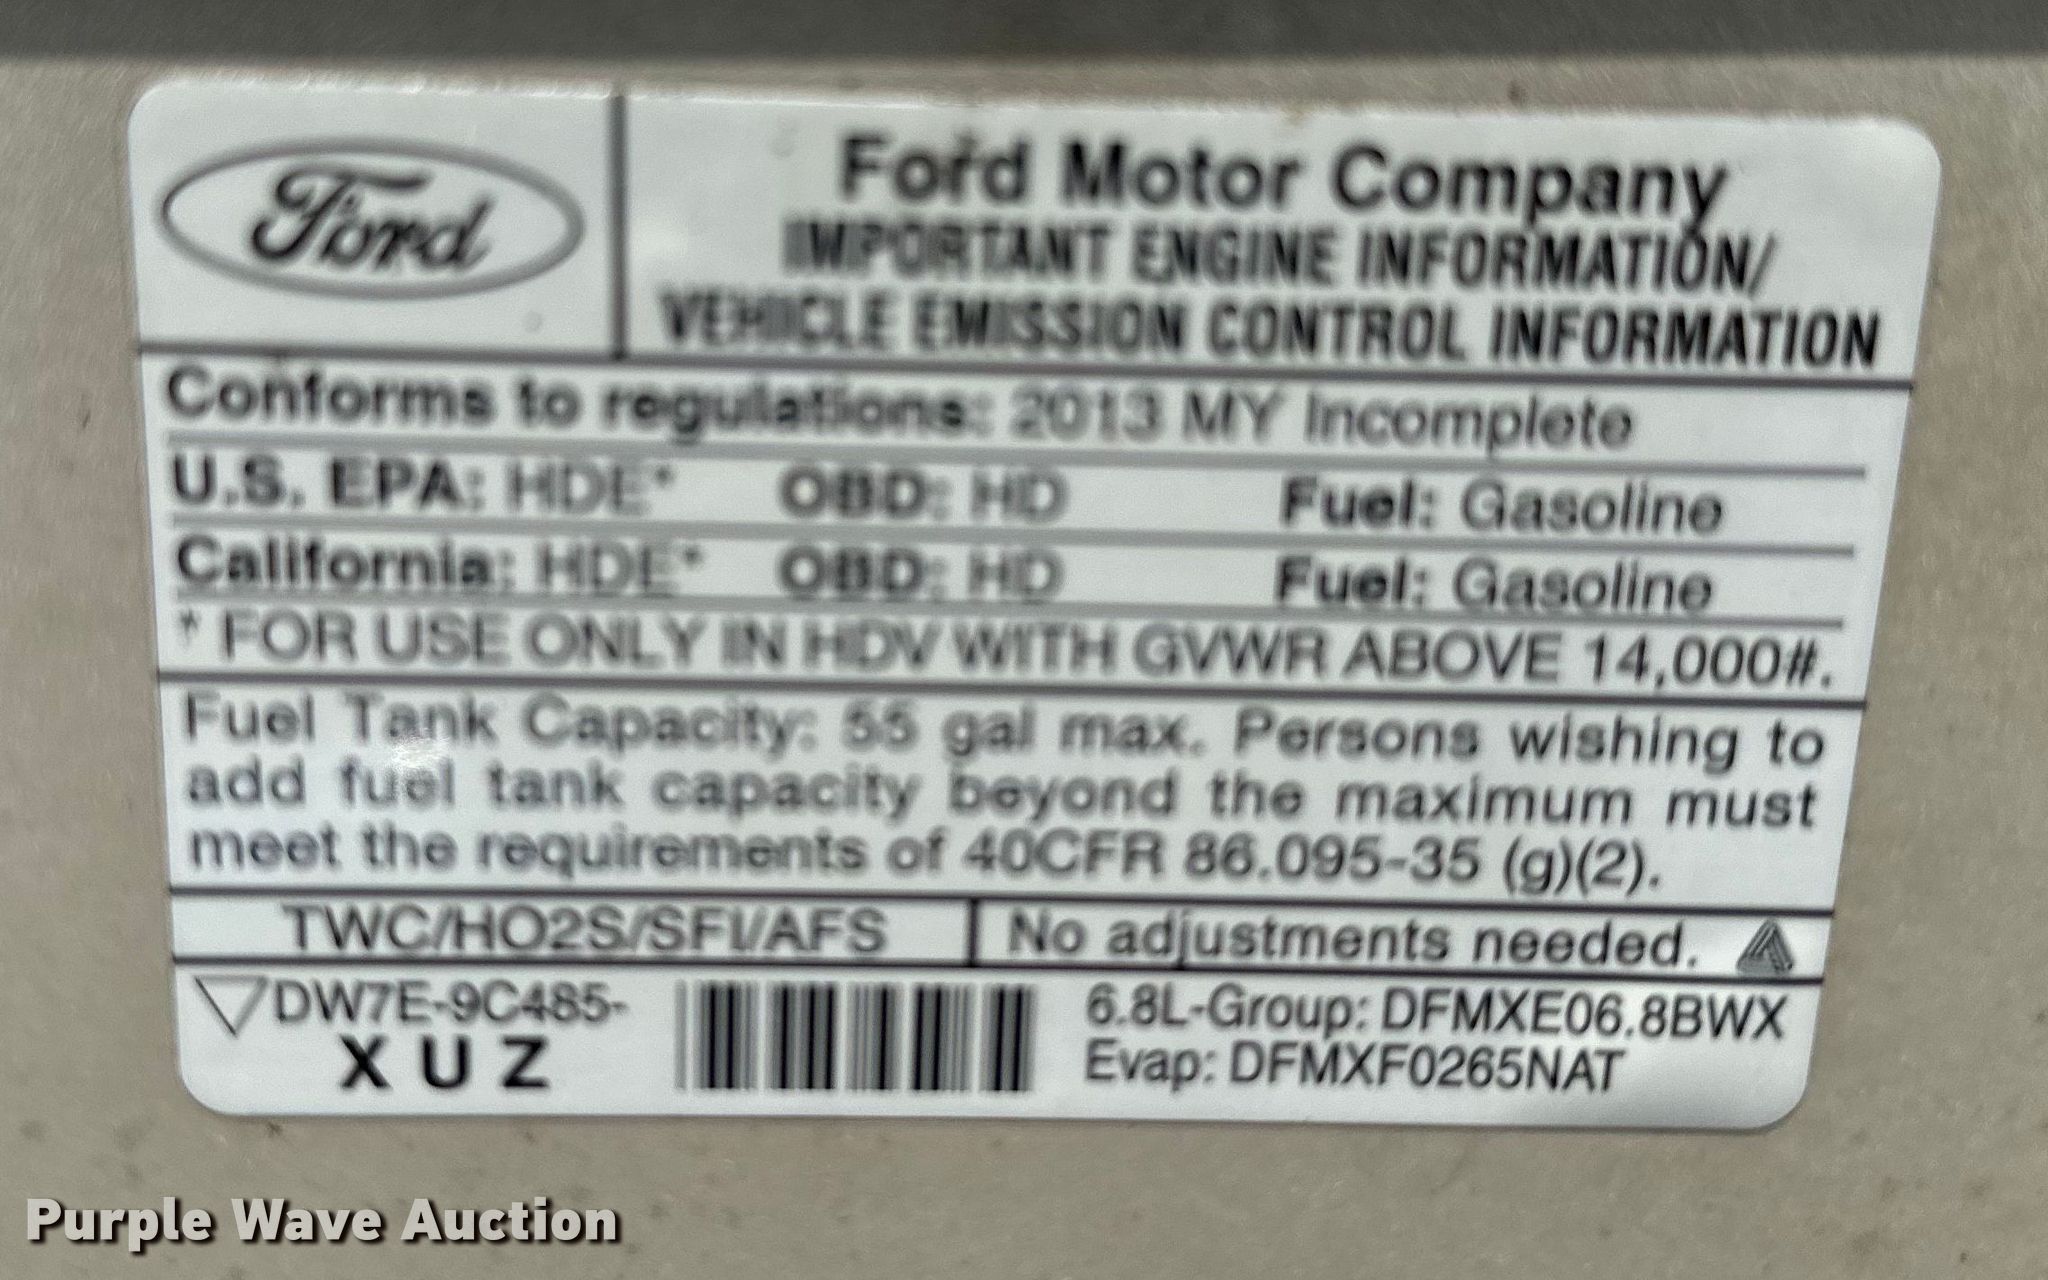 Ford
Ford Motor Company
IMPORTANT ENGINE INFORMATION/
VEHICLE EMISSION CONTROL INFORMATION
Conforms to regulations: 2013 MY Incomplete
U.S. EPA: HDE* OBD: HD Fuel: Gasoline
California: HDE* OBD: HD Fuel: Gasoline
* FOR USE ONLY IN HDV WITH GVWR ABOVE 14,000#.
Fuel Tank Capacity: 55 gal max. Persons wishing to
add fuel tank capacity beyond the maximum must
meet the requirements of 40CFR 86.095-35 (g)(2).
TWC/HO2S/SFI/AFS No adjustments needed.
DW7E-9C485-
X U Z
6.8L-Group: DFMXE06.8BWX
Evap: DFMXF0265NAT
Purple Wave Auction